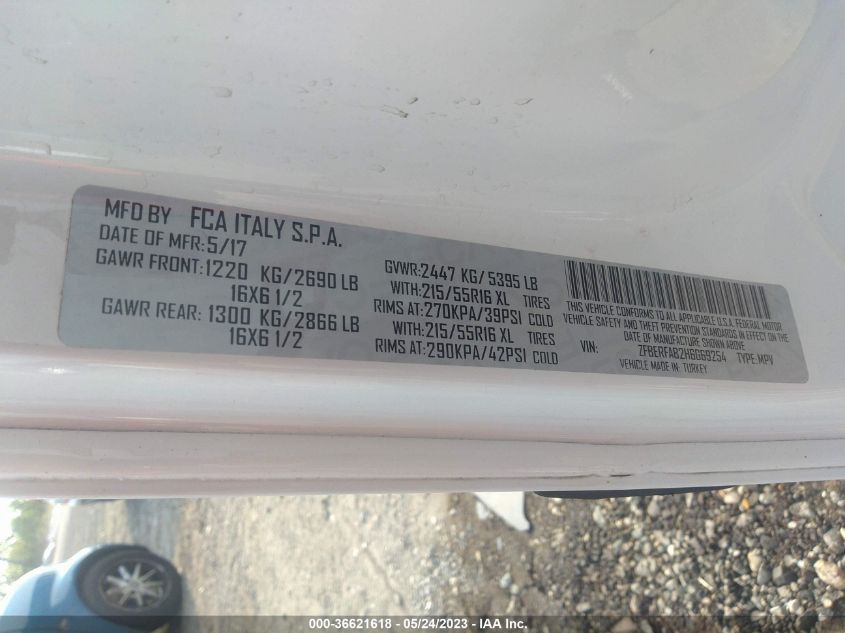 MFD BY FCA ITALY S.P.A.
DATE OF MFR:5/17
GAWR FRONT:1220 KG/2690 LB
16X6 1/2
GAWR REAR:1300 KG/2866 LB
16X6 1/2
GVWR:2447 KG/5395 LB
WITH:215/55R16 XL TIRES
RIMS AT:270KPA/39PSI COLD
WITH:215/55R16 XL TIRES
RIMS AT:290KPA/42PSI COLD
THIS VEHICLE CONFORMS TO ALL APPLICABLE U.S.A. FEDERAL MOTOR
VEHICLE SAFETY AND THEFT PREVENTION STANDARDS IN EFFECT ON THE
DATE OF MANUFACTURE SHOWN ABOVE
VIN: ZFBERFAB2H6G69254 TYPE:MPV
VEHICLE MADE IN: TURKEY
000-36621618 - 05/24/2023 - IAA Inc.